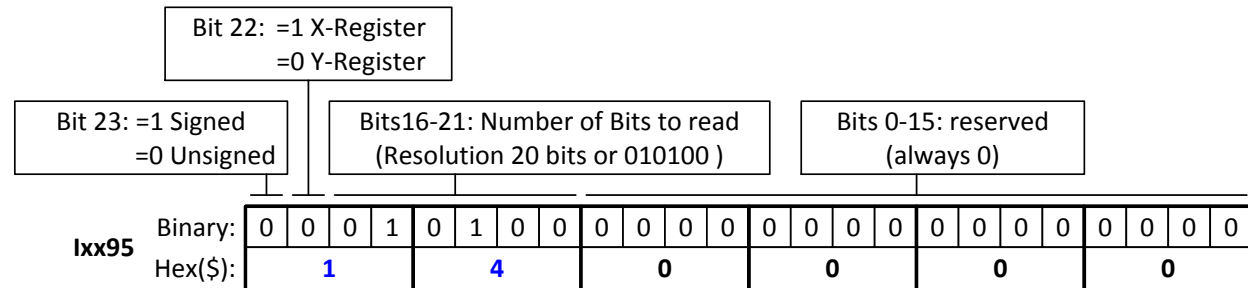 Bit 22: =1 X-Register
=0 Y-Register
Bit 23: =1 Signed
=0 Unsigned
Bits16-21: Number of Bits to read
(Resolution 20 bits or 010100 )
Bits 0-15: reserved
(always 0)
Ixx95
Binary: 0 0 0 1 0 1 0 0 0 0 0 0 0 0 0 0 0 0 0 0 0 0 0 0
Hex($): 1 4 0 0 0 0